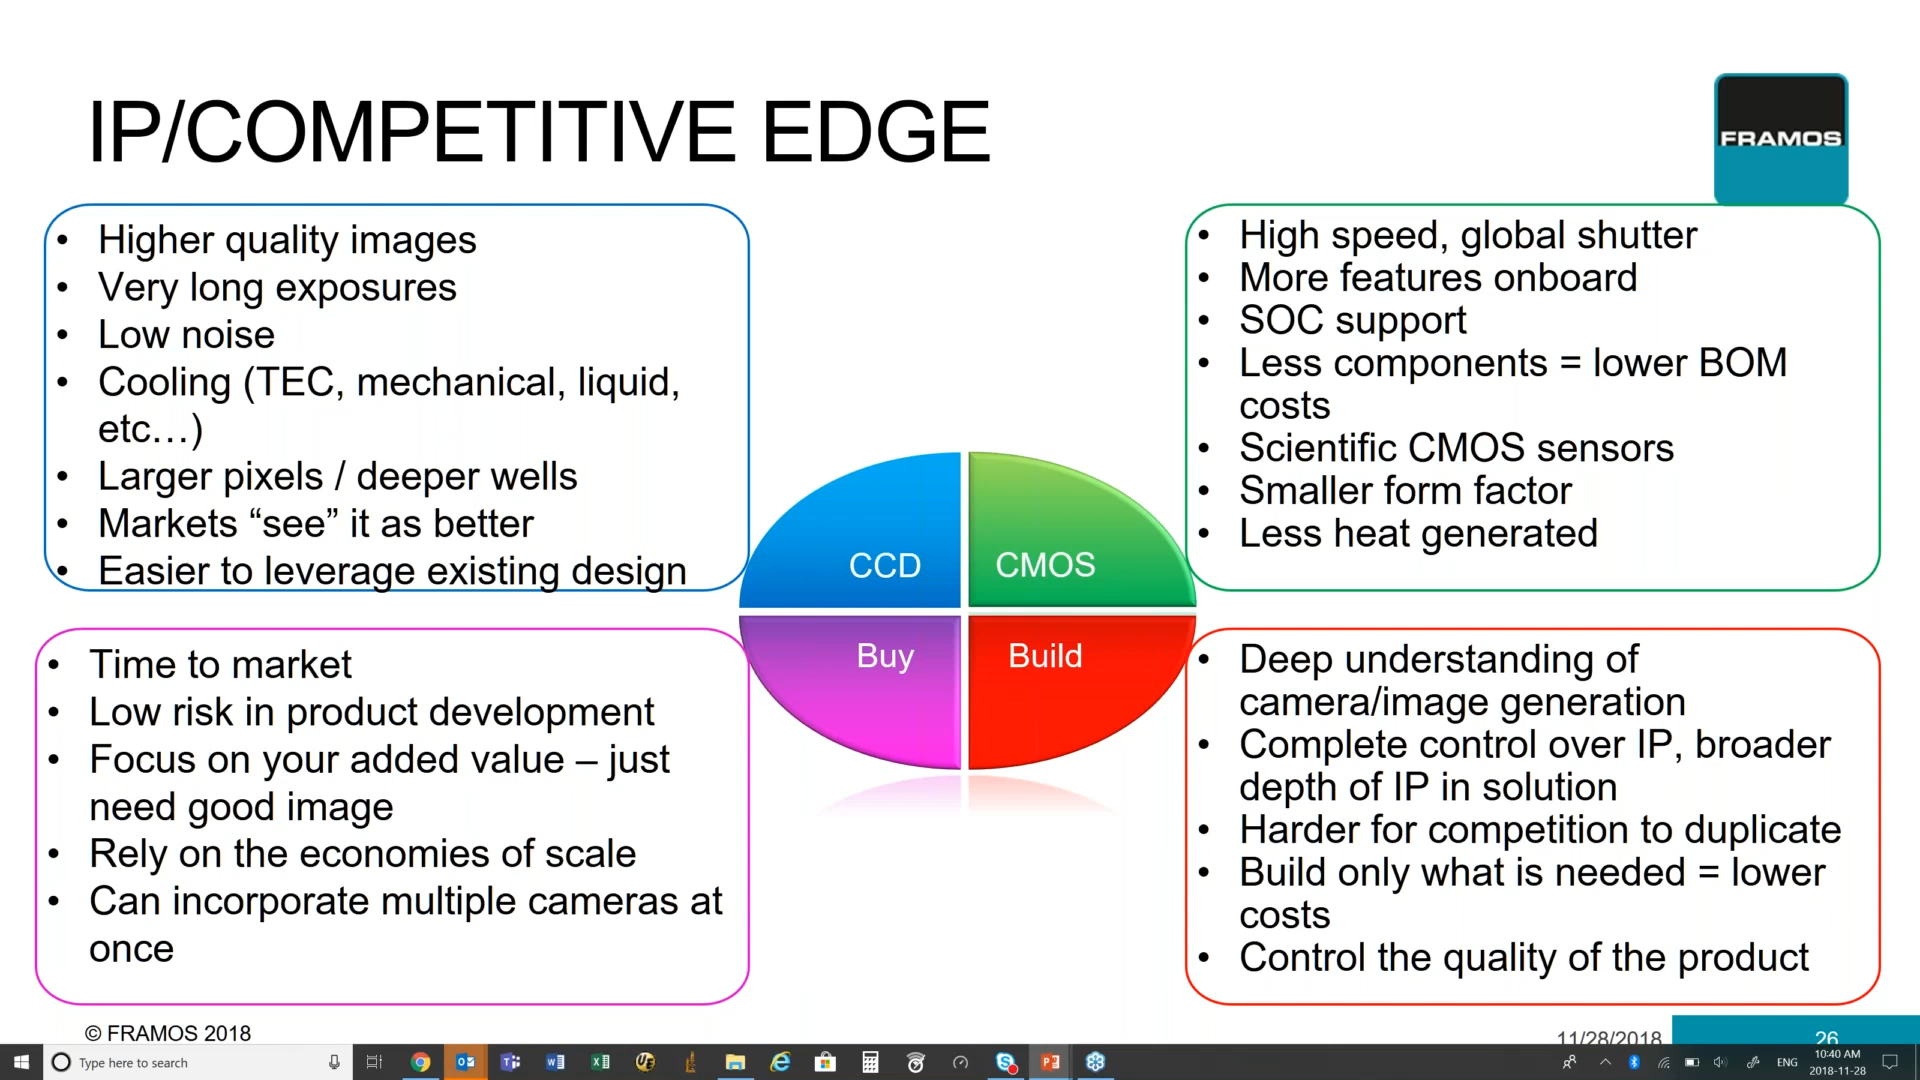 IP/COMPETITIVE EDGE
FRAMOS
• Higher quality images
• Very long exposures
• Low noise
• Cooling (TEC, mechanical, liquid,
etc…)
• Larger pixels / deeper wells
• Markets “see” it as better
• Easier to leverage existing design
• High speed, global shutter
• More features onboard
• SOC support
• Less components = lower BOM
costs
• Scientific CMOS sensors
• Smaller form factor
• Less heat generated
CCD
CMOS
Buy
Build
• Time to market
• Low risk in product development
• Focus on your added value – just
need good image
• Rely on the economies of scale
• Can incorporate multiple cameras at
once
• Deep understanding of
camera/image generation
• Complete control over IP, broader
depth of IP in solution
• Harder for competition to duplicate
• Build only what is needed = lower
costs
• Control the quality of the product
© FRAMOS 2018
11/28/2018
26
Type here to search
ENG
10:40 AM
2018-11-28